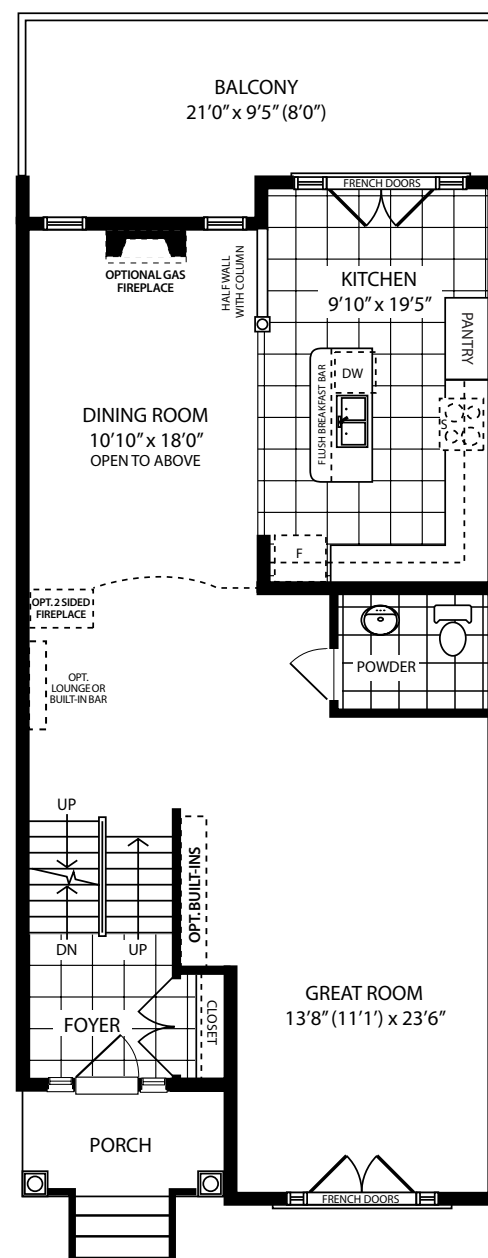 BALCONY
21'0” x 9'5” (8'0”)
FRENCH DOORS
OPTIONAL GAS
FIREPLACE
HALF WALL
WITH COLUMN
KITCHEN
9'10” x 19'5”
PANTRY
DW
FLUSH BREAKFAST BAR
S
DINING ROOM
10'10” x 18'0”
OPEN TO ABOVE
F
OPT. 2 SIDED
FIREPLACE
OPT.
LOUNGE OR
BUILT-IN BAR
POWDER
UP
OPT. BUILT-INS
DN
UP
FOYER
CLOSET
GREAT ROOM
13'8” (11'1') x 23'6”
PORCH
FRENCH DOORS